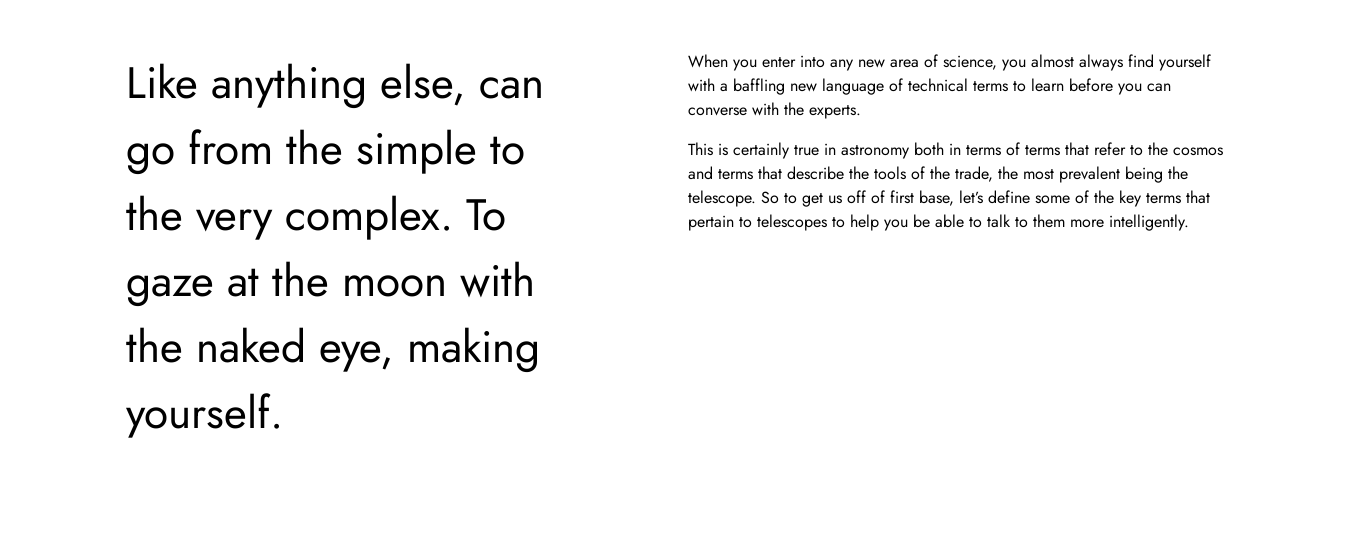 Like anything else, can
go from the simple to
the very complex. To
gaze at the moon with
the naked eye, making
yourself.
When you enter into any new area of science, you almost always find yourself
with a baffling new language of technical terms to learn before you can
converse with the experts.
This is certainly true in astronomy both in terms of terms that refer to the cosmos
and terms that describe the tools of the trade, the most prevalent being the
telescope. So to get us off of first base, let’s define some of the key terms that
pertain to telescopes to help you be able to talk to them more intelligently.